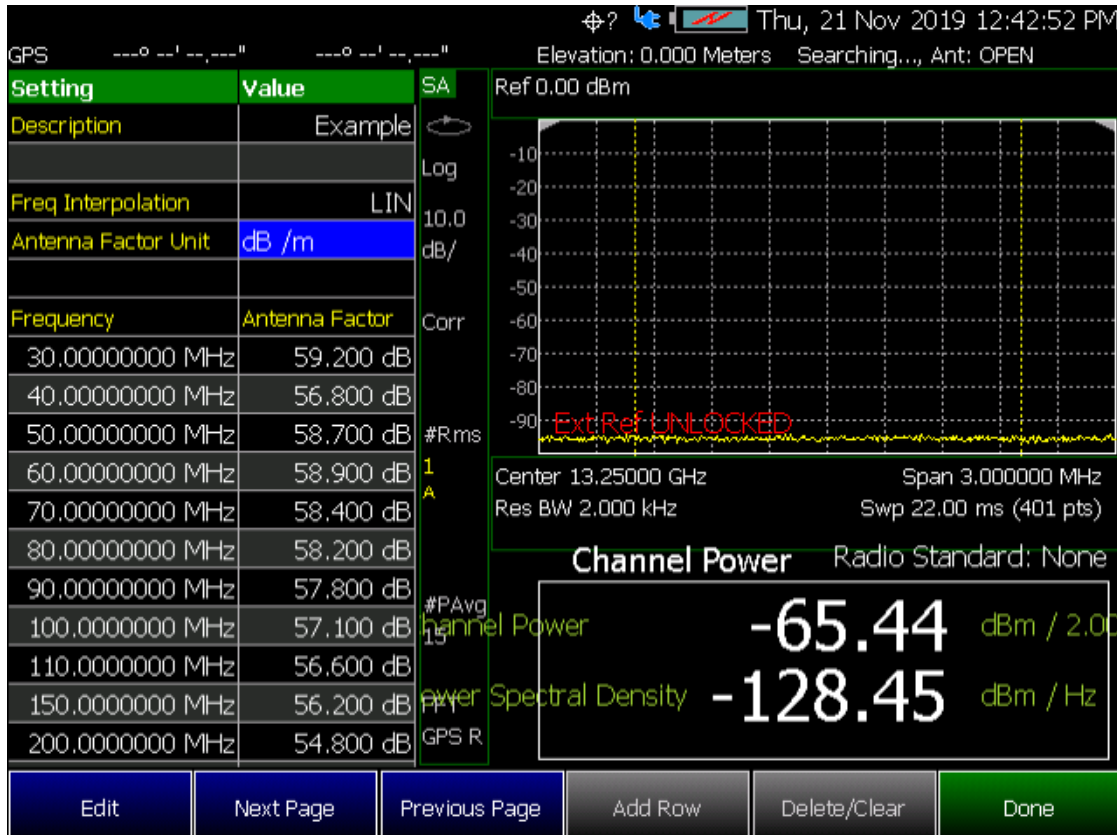 ? Thu, 21 Nov 2019 12:42:52 PM
GPS ---o --' --,---" ---o --' --,---" Elevation: 0.000 Meters Searching..., Ant: OPEN
Setting Value
Description Example
Freq Interpolation LIN
Antenna Factor Unit dB /m
Frequency Antenna Factor
30.00000000 MHz 59.200 dB
40.00000000 MHz 56.800 dB
50.00000000 MHz 58.700 dB
60.00000000 MHz 58.900 dB
70.00000000 MHz 58.400 dB
80.00000000 MHz 58.200 dB
90.00000000 MHz 57.800 dB
100.0000000 MHz 57.100 dB
110.0000000 MHz 56.600 dB
150.0000000 MHz 56.200 dB
200.0000000 MHz 54.800 dB
SA
Log
10.0
dB/
Corr
#Rms
1
A
#PAvg
15
GPS R
Ref 0.00 dBm
-10
-20
-30
-40
-50
-60
-70
-80
-90
Ext Ref UNLOCKED
Center 13.25000 GHz Span 3.000000 MHz
Res BW 2.000 kHz Swp 22.00 ms (401 pts)
Channel Power Radio Standard: None
hannel Power -65.44 dBm / 2.00
ower Spectral Density -128.45 dBm / Hz
Edit Next Page Previous Page Add Row Delete/Clear Done